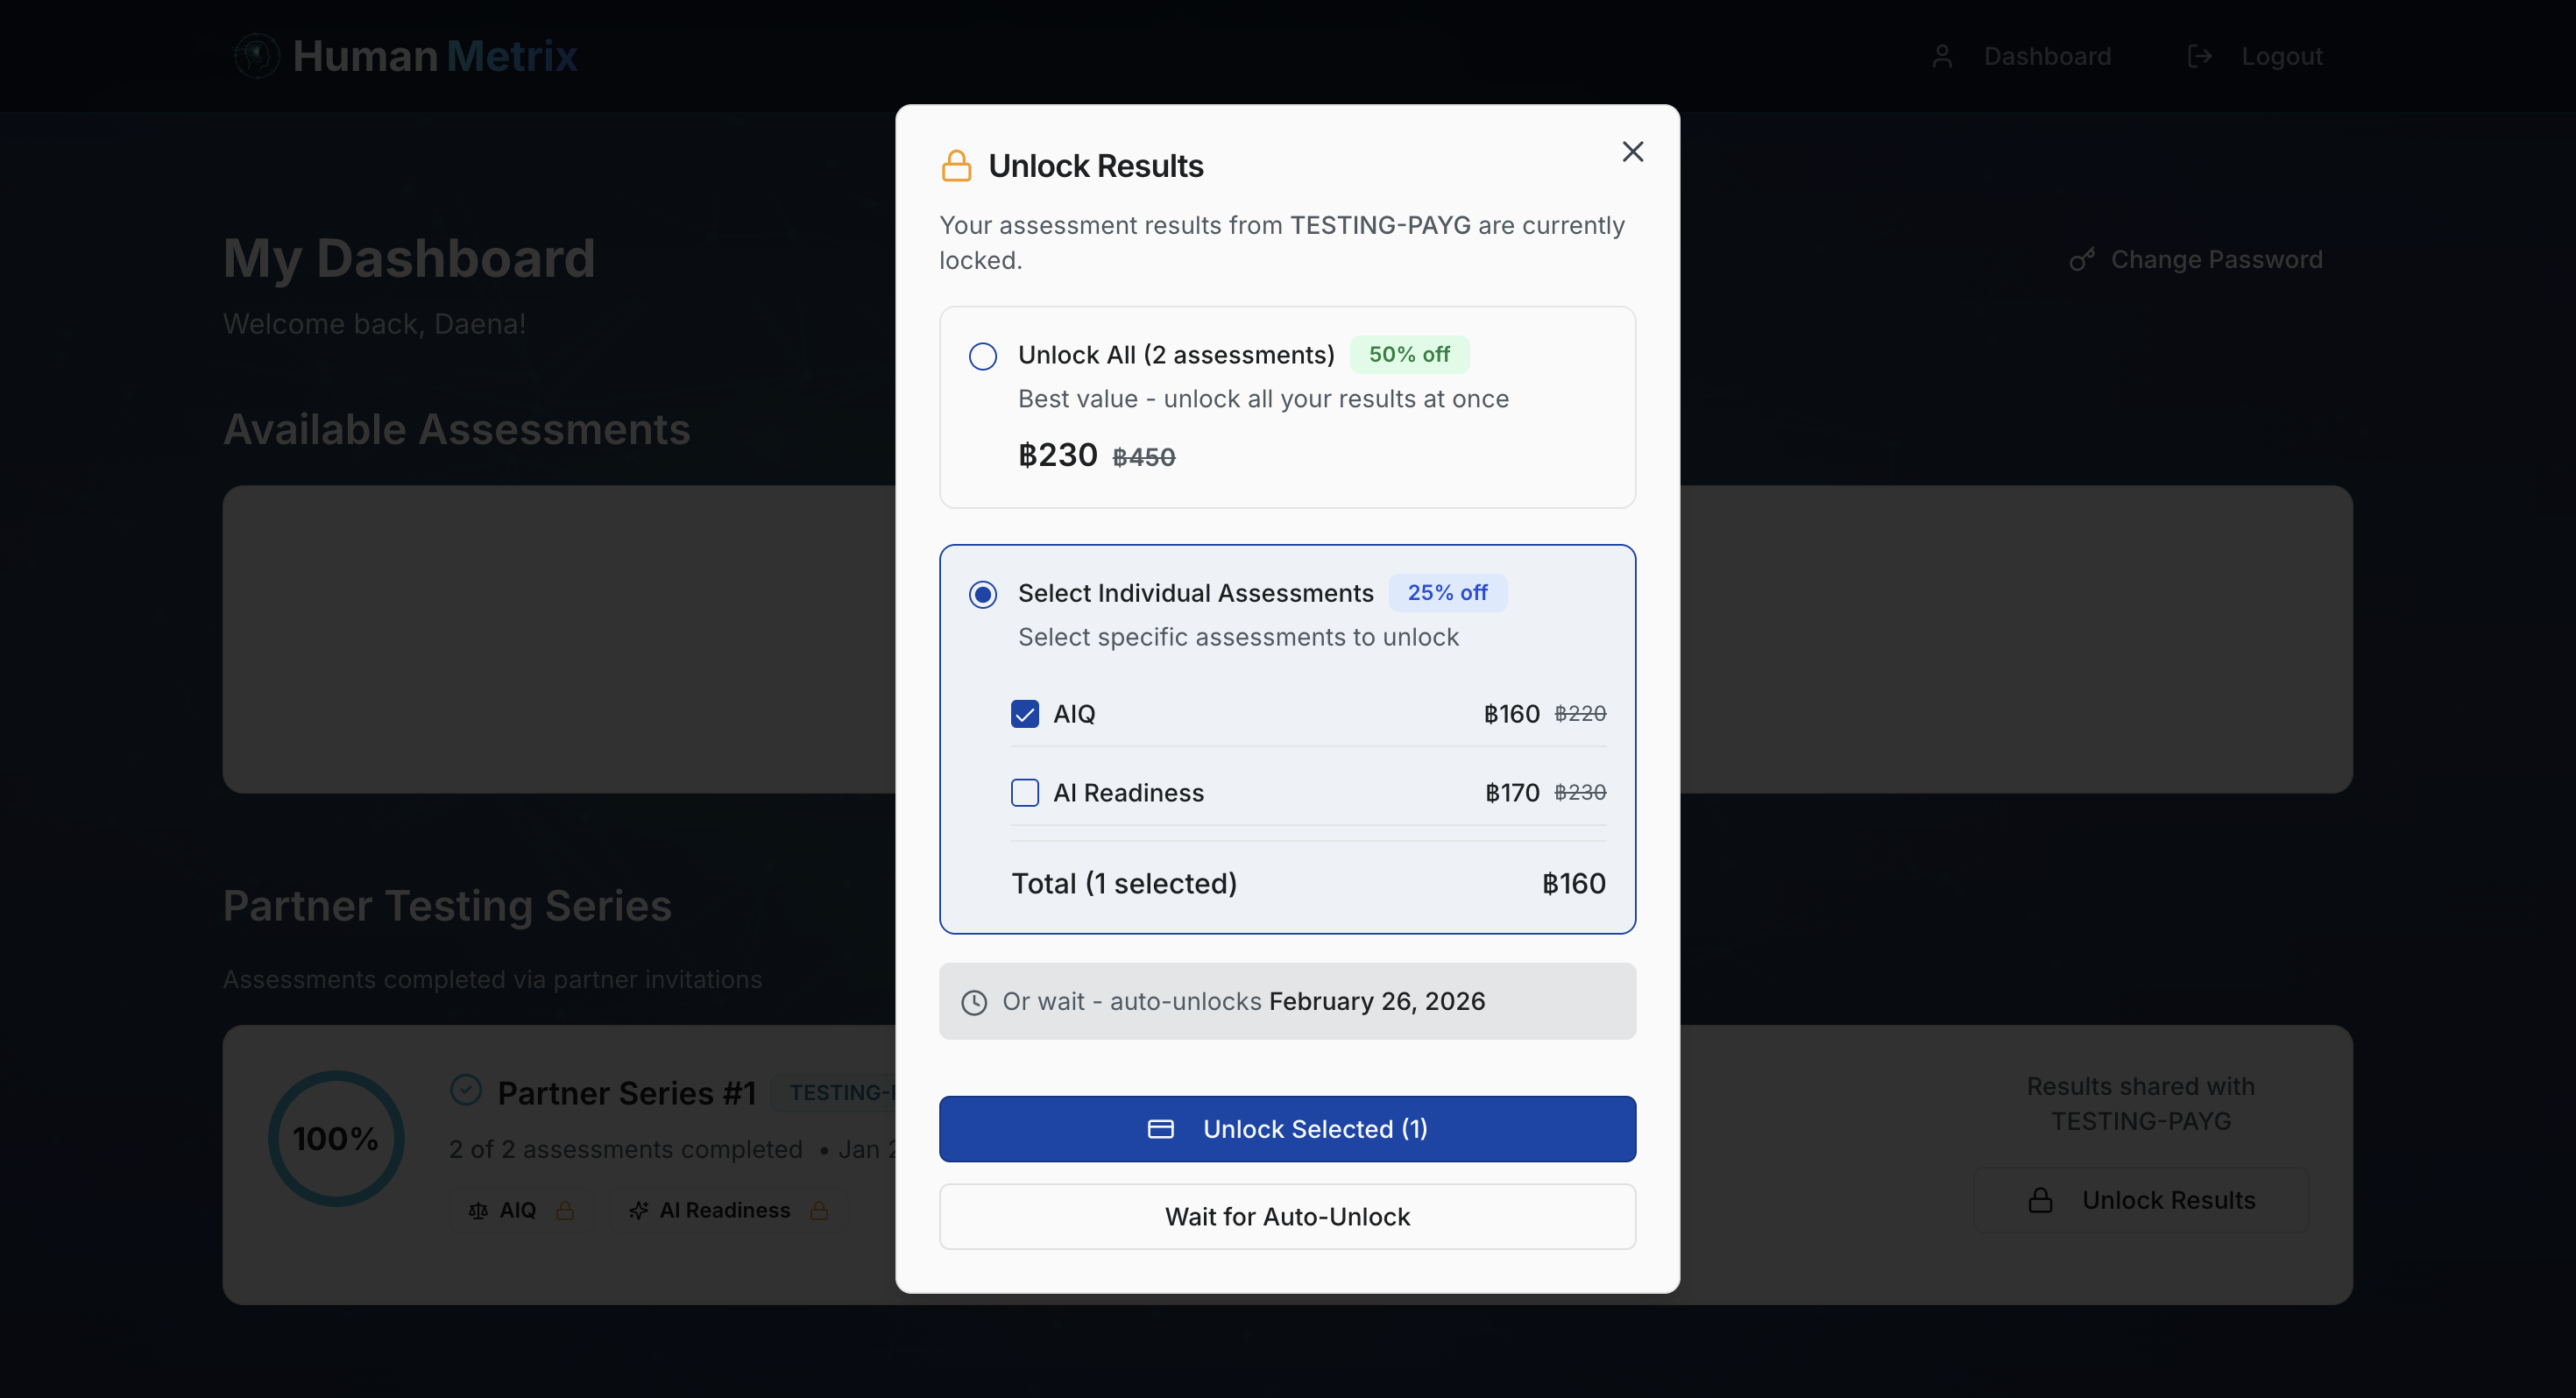 Human Metrix
Dashboard
Logout
My Dashboard
Change Password
Welcome back, Daena!
Available Assessments
Partner Testing Series
Assessments completed via partner invitations
100%
Partner Series #1
2 of 2 assessments completed • Jan
AIQ
AI Readiness
Results shared with
TESTING-PAYG
Unlock Results
Unlock Results
Your assessment results from TESTING-PAYG are currently
locked.
Unlock All (2 assessments) 50% off
Best value - unlock all your results at once
฿230 ฿450
Select Individual Assessments 25% off
Select specific assessments to unlock
AIQ ฿160 ฿220
AI Readiness ฿170 ฿230
Total (1 selected) ฿160
Or wait - auto-unlocks February 26, 2026
Unlock Selected (1)
Wait for Auto-Unlock